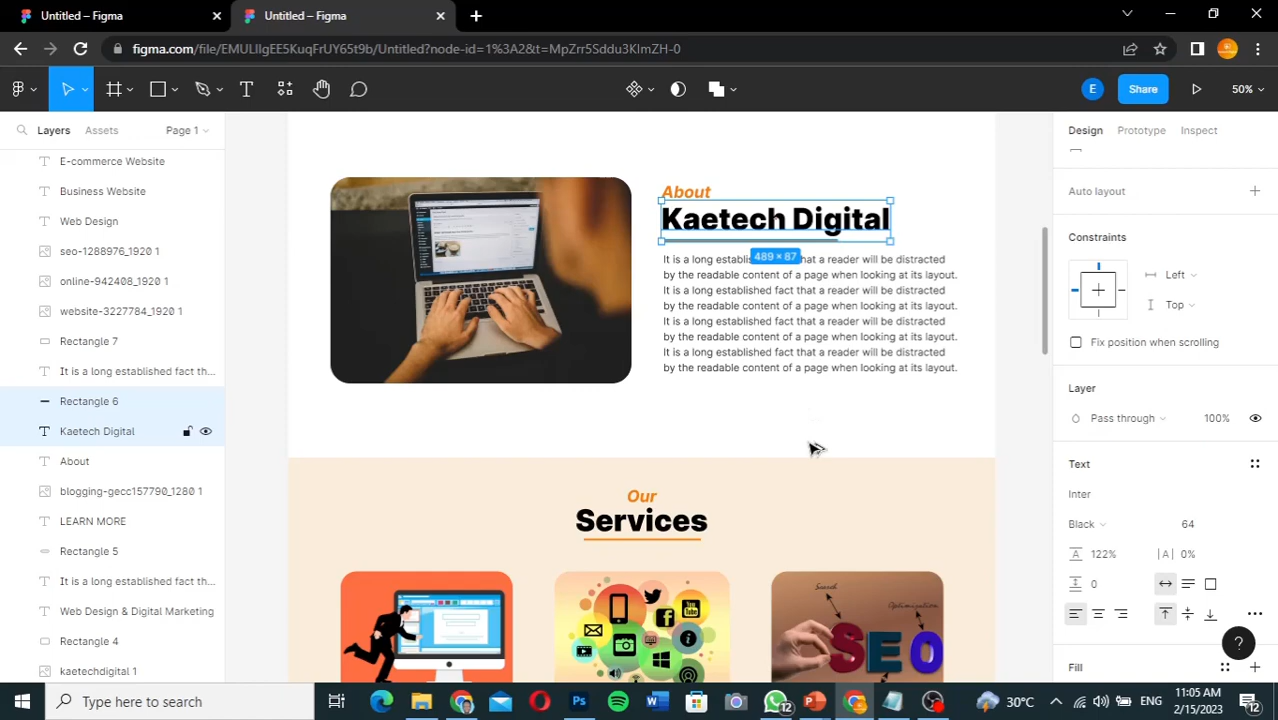 Untitled – Figma
Untitled – Figma
figma.com/file/EMULlIgEE5KuqFrUY65t9b/Untitled?node-id=1%3A2&t=MpZrr5Sddu3KlmZH-0
E
Share
50%
Layers
Assets
Page 1
Design
Prototype
Inspect
E-commerce Website
Business Website
Web Design
seo-1288976_1920 1
online-942408_1920 1
website-3227784_1920 1
Rectangle 7
It is a long established fact th...
Rectangle 6
Kaetech Digital
About
blogging-gecc157790_1280 1
LEARN MORE
Rectangle 5
It is a long established fact th...
Web Design & Digital Marketing
Rectangle 4
kaetechdigital 1
About
Kaetech Digital
489 × 87
It is a long establi that a reader will be distracted
by the readable content of a page when looking at its layout.
It is a long established fact that a reader will be distracted
by the readable content of a page when looking at its layout.
It is a long established fact that a reader will be distracted
by the readable content of a page when looking at its layout.
It is a long established fact that a reader will be distracted
by the readable content of a page when looking at its layout.
Our
Services
Search
Optimization
SEO
You
Tube
Auto layout
Constraints
Left
Top
Fix position when scrolling
Layer
Pass through
100%
Text
Inter
Black
64
122%
|A| 0%
0
Fill
?
Type here to search
12
30°C
ENG
11:05 AM
2/15/2023
12